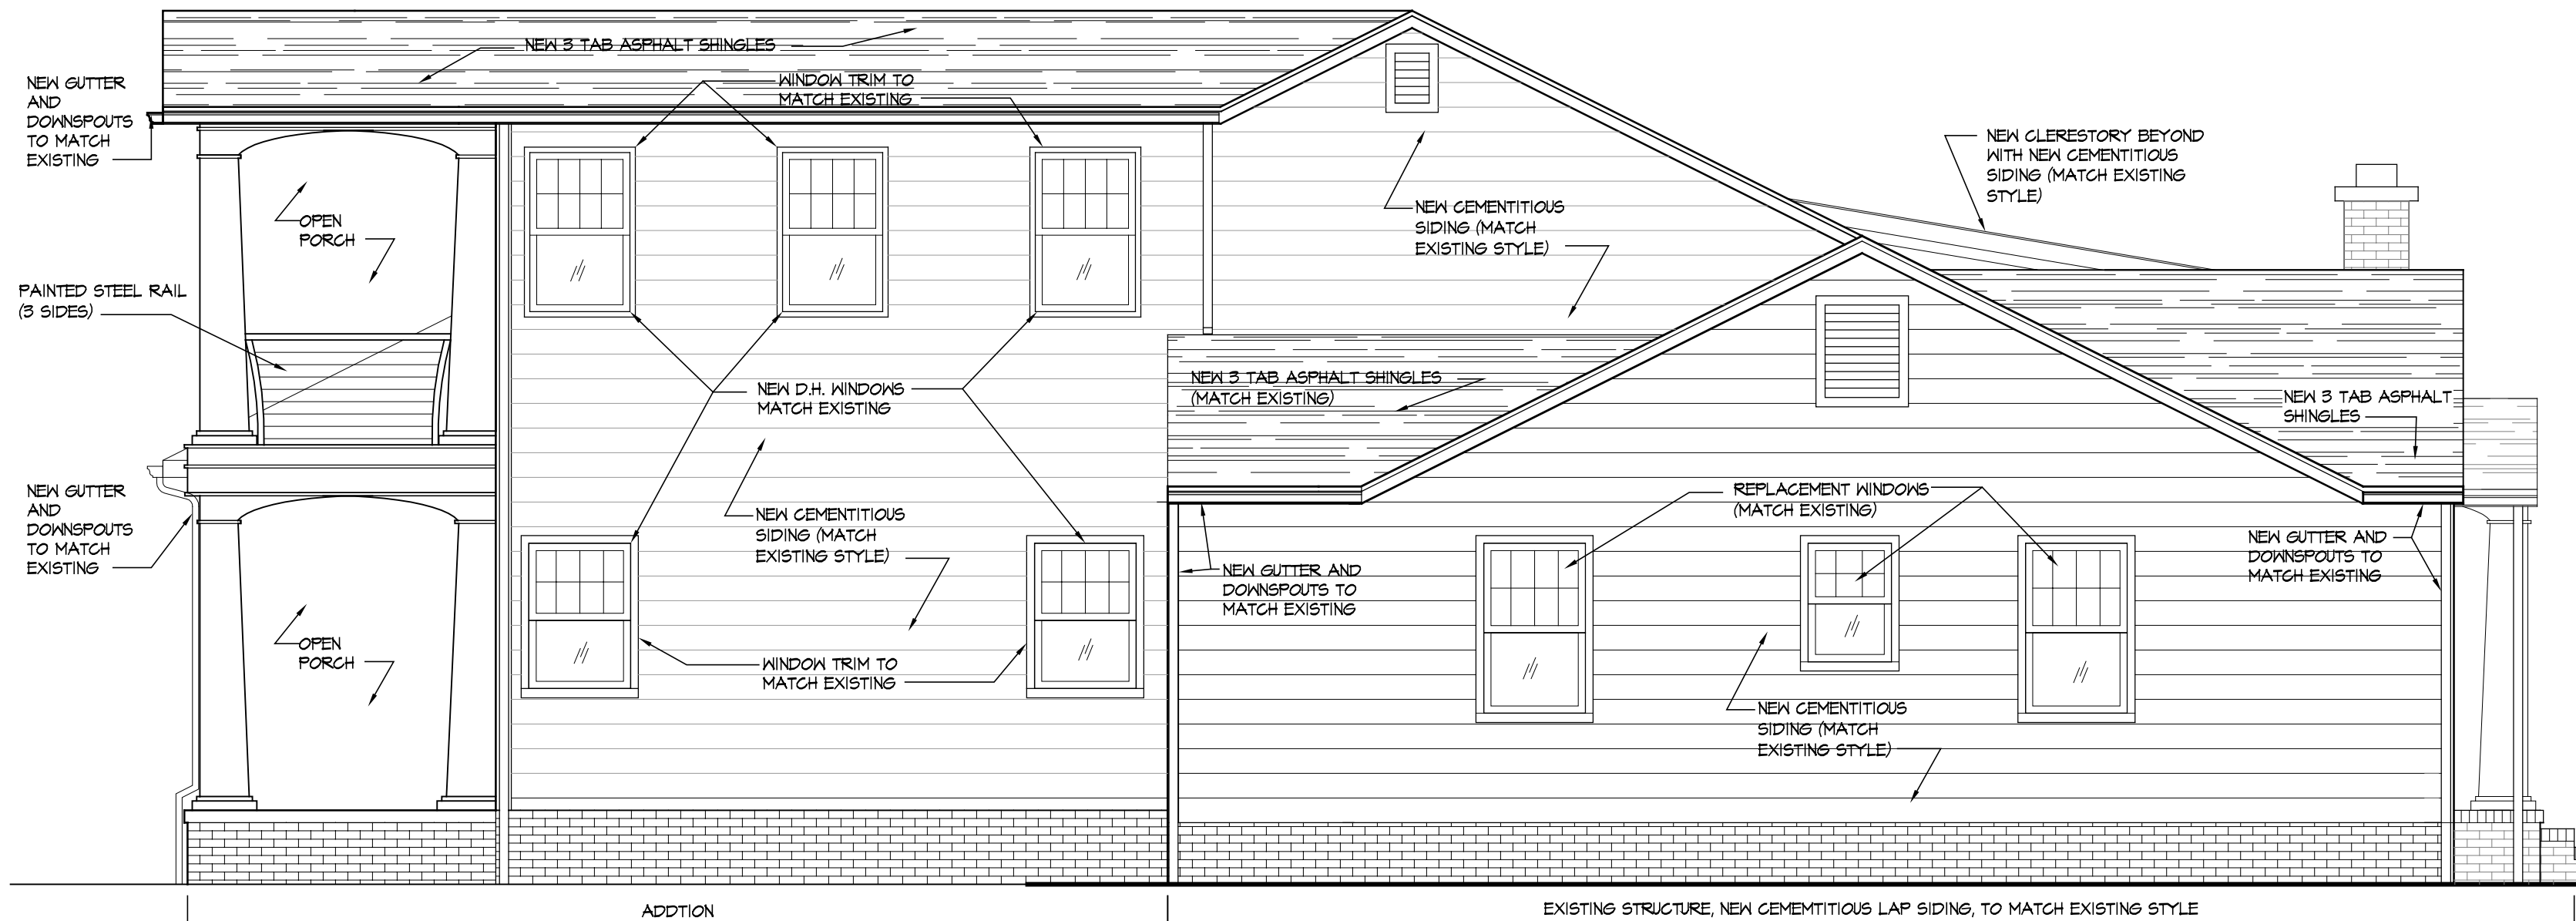 NEW 3 TAB ASPHALT SHINGLES
NEW GUTTER
AND
DOWNSPOUTS
TO MATCH
EXISTING
WINDOW TRIM TO
MATCH EXISTING
NEW CLERESTORY BEYOND
WITH NEW CEMENTITIOUS
SIDING (MATCH EXISTING
STYLE)
OPEN
PORCH
NEW CEMENTITIOUS
SIDING (MATCH
EXISTING STYLE)
PAINTED STEEL RAIL
(3 SIDES)
NEW D.H. WINDOWS
MATCH EXISTING
NEW 3 TAB ASPHALT SHINGLES
(MATCH EXISTING)
NEW 3 TAB ASPHALT
SHINGLES
NEW GUTTER
AND
DOWNSPOUTS
TO MATCH
EXISTING
NEW CEMENTITIOUS
SIDING (MATCH
EXISTING STYLE)
REPLACEMENT WINDOWS
(MATCH EXISTING)
NEW GUTTER AND
DOWNSPOUTS TO
MATCH EXISTING
NEW GUTTER AND
DOWNSPOUTS TO
MATCH EXISTING
OPEN
PORCH
WINDOW TRIM TO
MATCH EXISTING
NEW CEMENTITIOUS
SIDING (MATCH
EXISTING STYLE)
ADDTION
EXISTING STRUCTURE, NEW CEMEMTITIOUS LAP SIDING, TO MATCH EXISTING STYLE